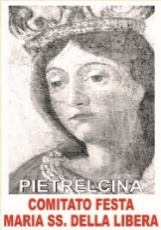 PIETRELCINA
COMITATO FESTA
MARIA SS. DELLA LIBERA